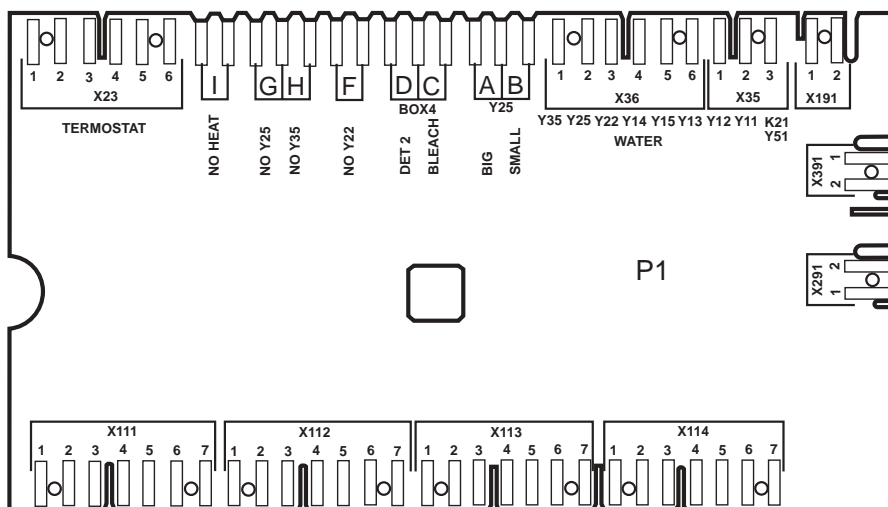 1 2 3 4 5 6
X23
TERMOSTAT
I G H F D C A B
BOX4
Y25
NO HEAT
NO Y25
NO Y35
NO Y22
DET 2
BLEACH
BIG
SMALL
1 2 3 4 5 6
X36
Y35 Y25 Y22 Y14 Y15 Y13
WATER
1 2 3
X35
Y12 Y11 K21
Y51
1 2
X191
X391
1
2
P1
X291
2
1
X111
1 2 3 4 5 6 7
X112
1 2 3 4 5 6 7
X113
1 2 3 4 5 6 7
X114
1 2 3 4 5 6 7